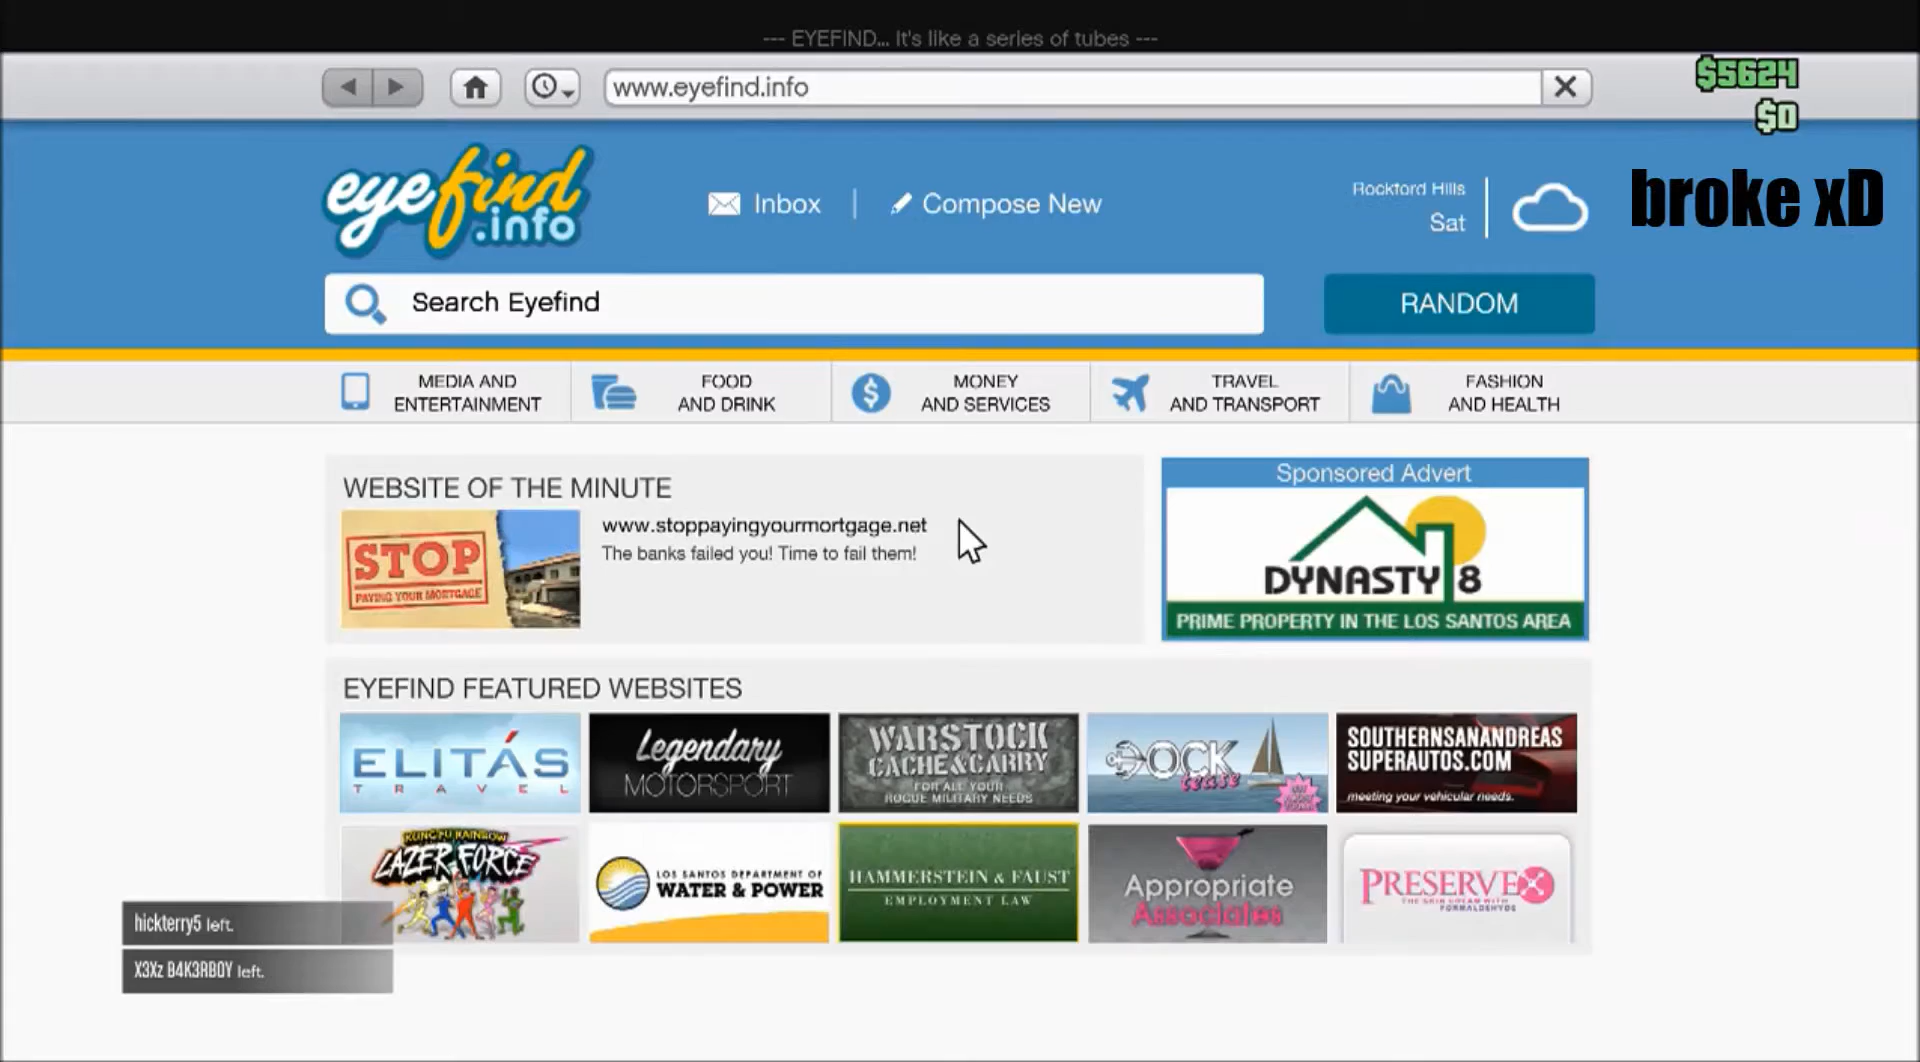 --- EYEFIND... It's like a series of tubes ---
www.eyefind.info
$5624
$0
broke xD
eyefind
.info
Inbox
Compose New
Rockford Hills
Sat
Search Eyefind
RANDOM
MEDIA AND
ENTERTAINMENT
FOOD
AND DRINK
MONEY
AND SERVICES
TRAVEL
AND TRANSPORT
FASHION
AND HEALTH
WEBSITE OF THE MINUTE
STOP
PAYING YOUR MORTGAGE
www.stoppayingyourmortgage.net
The banks failed you! Time to fail them!
Sponsored Advert
DYNASTY 8
PRIME PROPERTY IN THE LOS SANTOS AREA
EYEFIND FEATURED WEBSITES
ELITÁS
TRAVEL
Legendary
MOTORSPORT
WARSTOCK
CACHE & CARRY
FOR ALL YOUR
ROGUE MILITARY NEEDS
DOCK
tease
SOUTHERNSANANDREAS
SUPERAUTOS.COM
meeting your vehicular needs.
KUNG FU RAINBOW
LAZER FORCE
LOS SANTOS DEPARTMENT OF
WATER & POWER
HAMMERSTEIN & FAUST
EMPLOYMENT LAW
Appropriate
Associates
PRESERVEX
THE SKIN CREAM WITH
FORMALDEHYDE
hickterry5 left.
X3Xz B4K3RB0Y left.